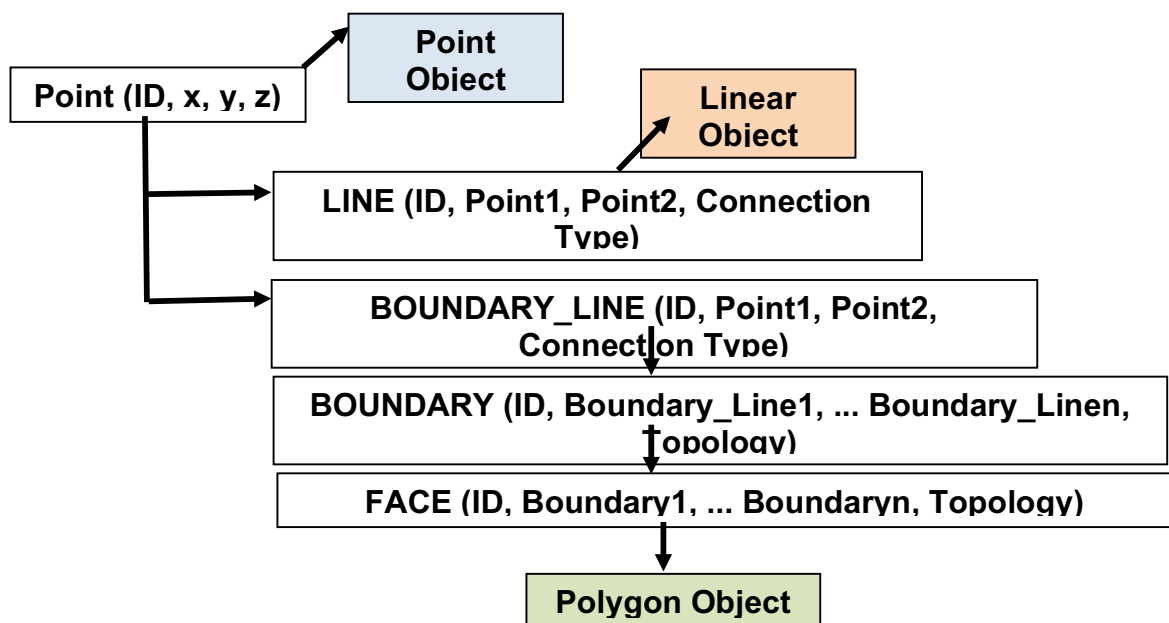 Point
Object
Point (ID, x, y, z)
Linear
Object
LINE (ID, Point1, Point2, Connection
Type)
BOUNDARY_LINE (ID, Point1, Point2,
Connection Type)
BOUNDARY (ID, Boundary_Line1, ... Boundary_Linen,
Topology)
FACE (ID, Boundary1, ... Boundaryn, Topology)
Polygon Object